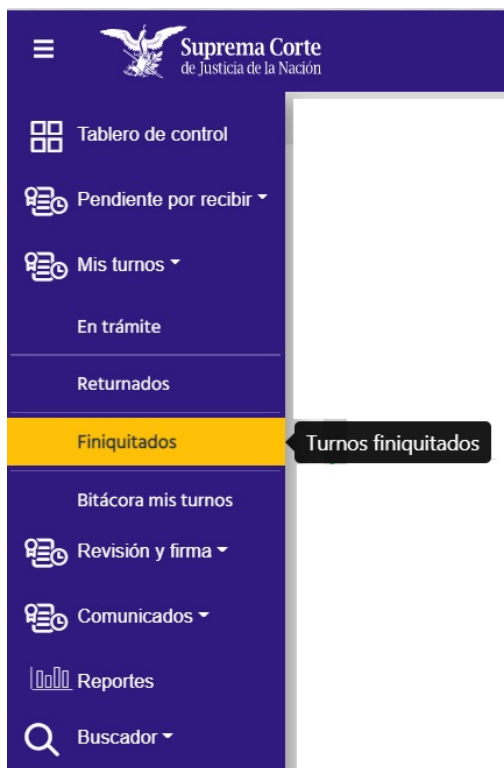 Suprema Corte
de Justicia de la Nación
Tablero de control
Pendiente por recibir
Mis turnos
En trámite
Returnados
Finiquitados
Turnos finiquitados
Bitácora mis turnos
Revisión y firma
Comunicados
Reportes
Buscador